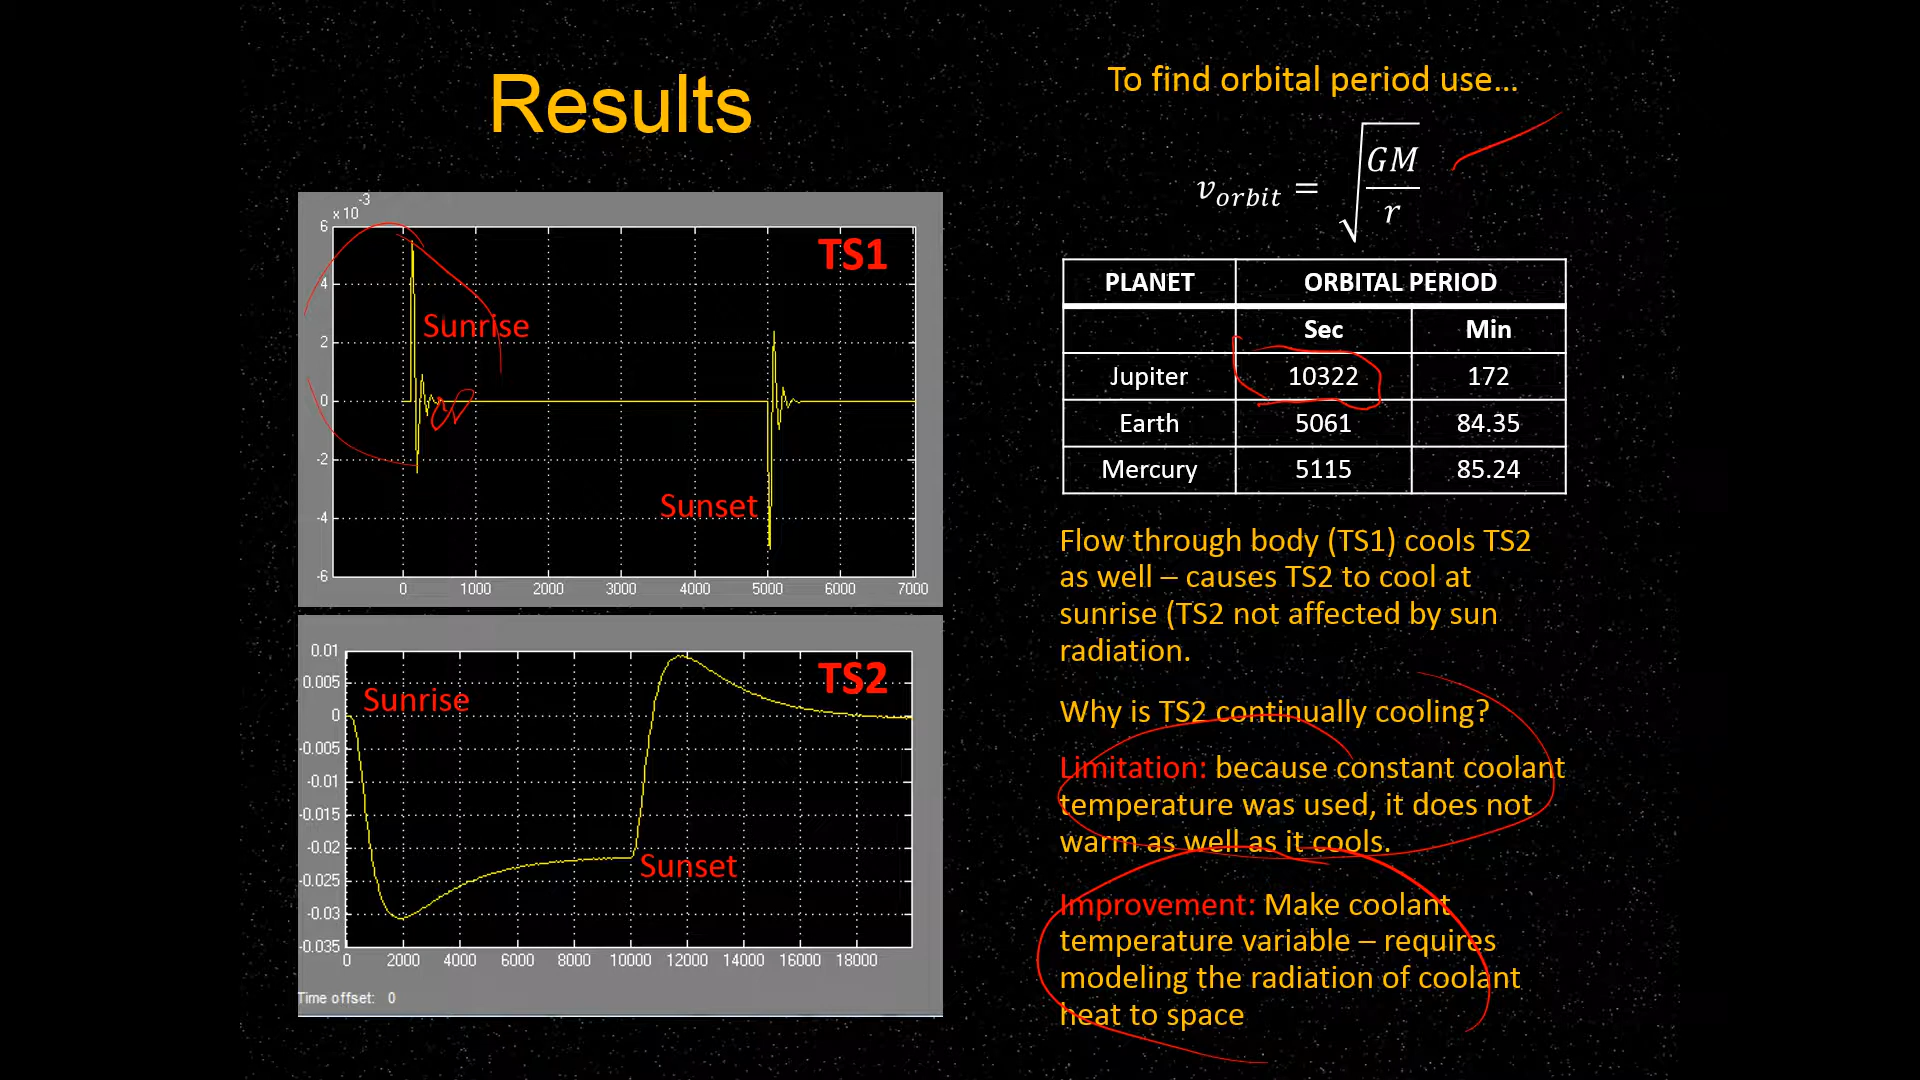 Results
x 10
-3
6
4
2
0
-2
-4
-6
0 1000 2000 3000 4000 5000 6000 7000
TS1
Sunrise
Sunset
0.01
0.005
0
-0.005
-0.01
-0.015
-0.02
-0.025
-0.03
-0.035
0 2000 4000 6000 8000 10000 12000 14000 16000 18000
TS2
Sunrise
Sunset
Time offset: 0
To find orbital period use...
v_orbit = √(GM/r)
PLANET ORBITAL PERIOD
Sec Min
Jupiter 10322 172
Earth 5061 84.35
Mercury 5115 85.24
Flow through body (TS1) cools TS2
as well – causes TS2 to cool at
sunrise (TS2 not affected by sun
radiation.
Why is TS2 continually cooling?
Limitation: because constant coolant
temperature was used, it does not
warm as well as it cools.
Improvement: Make coolant
temperature variable – requires
modeling the radiation of coolant
heat to space